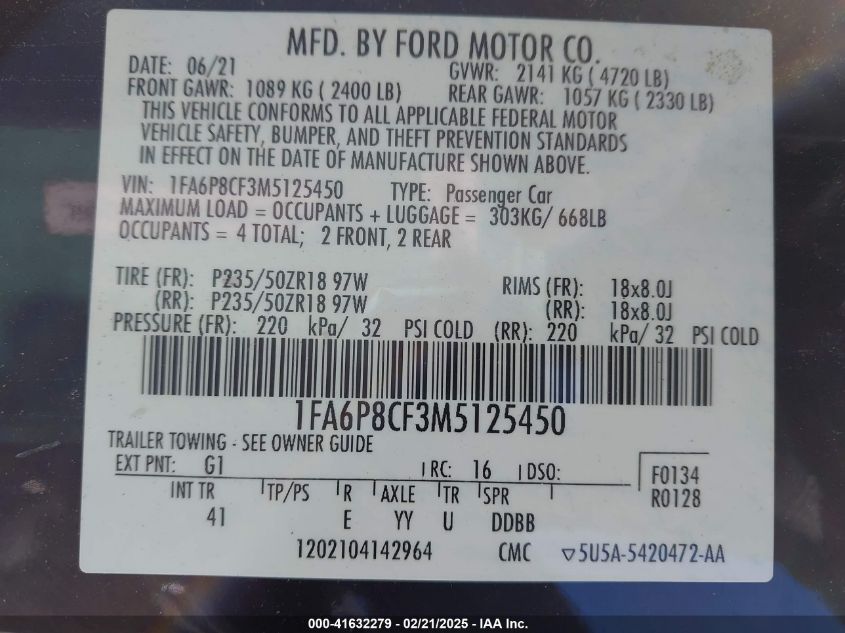 MFD. BY FORD MOTOR CO.
DATE: 06/21 GVWR: 2141 KG ( 4720 LB)
FRONT GAWR: 1089 KG ( 2400 LB) REAR GAWR: 1057 KG ( 2330 LB)
THIS VEHICLE CONFORMS TO ALL APPLICABLE FEDERAL MOTOR
VEHICLE SAFETY, BUMPER, AND THEFT PREVENTION STANDARDS
IN EFFECT ON THE DATE OF MANUFACTURE SHOWN ABOVE.
VIN: 1FA6P8CF3M5125450 TYPE: Passenger Car
MAXIMUM LOAD = OCCUPANTS + LUGGAGE = 303KG/ 668LB
OCCUPANTS = 4 TOTAL; 2 FRONT, 2 REAR
TIRE (FR): P235/50ZR18 97W RIMS (FR): 18x8.0J
(RR): P235/50ZR18 97W (RR): 18x8.0J
PRESSURE (FR): 220 kPa/ 32 PSI COLD (RR): 220 kPa/ 32 PSI COLD
1FA6P8CF3M5125450
TRAILER TOWING - SEE OWNER GUIDE
EXT PNT: G1 RC: 16 DSO: F0134
R0128
INT TR TP/PS R AXLE TR SPR
41 E YY U DDBB
1202104142964 CMC ▽5U5A-5420472-AA
000-41632279 - 02/21/2025 - IAA Inc.